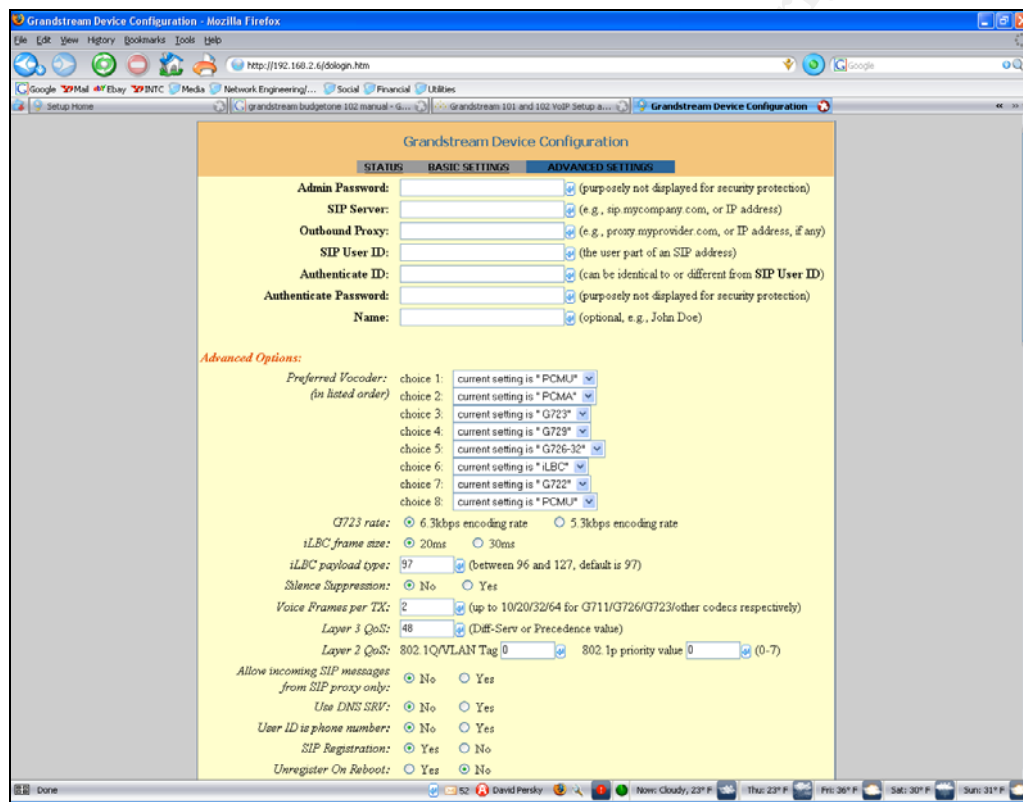 Grandstream Device Configuration - Mozilla Firefox
File Edit View History Bookmarks Tools Help
http://192.168.2.6/dologin.htm
Google
Google Mail Ebay INTC Media Network Engineering/... Social Financial Utilities
Setup Home
grandstream budgetone 102 manual - G...
Grandstream 101 and 102 VoIP Setup a...
Grandstream Device Configuration
Grandstream Device Configuration
STATUS BASIC SETTINGS ADVANCED SETTINGS
Admin Password: (purposely not displayed for security protection)
SIP Server: (e.g., sip.mycompany.com, or IP address)
Outbound Proxy: (e.g., proxy.myprovider.com, or IP address, if any)
SIP User ID: (the user part of an SIP address)
Authenticate ID: (can be identical to or different from SIP User ID)
Authenticate Password: (purposely not displayed for security protection)
Name: (optional, e.g., John Doe)
Advanced Options:
Preferred Vocoder: choice 1: current setting is " PCMU"
(in listed order) choice 2: current setting is " PCMA"
choice 3: current setting is " G723"
choice 4: current setting is " G729"
choice 5: current setting is " G726-32"
choice 6: current setting is " iLBC"
choice 7: current setting is " G722"
choice 8: current setting is " PCMU"
G723 rate: 6.3kbps encoding rate 5.3kbps encoding rate
iLBC frame size: 20ms 30ms
iLBC payload type: 97 (between 96 and 127, default is 97)
Silence Suppression: No Yes
Voice Frames per TX: 2 (up to 10/20/32/64 for G711/G726/G723/other codecs respectively)
Layer 3 QoS: 48 (Diff-Serv or Precedence value)
Layer 2 QoS: 802.1Q/VLAN Tag 0 802.1p priority value 0 (0-7)
Allow incoming SIP messages
from SIP proxy only: No Yes
Use DNS SRV: No Yes
User ID is phone number: No Yes
SIP Registration: Yes No
Unregister On Reboot: Yes No
Done 52 David Persky Now: Cloudy, 23° F Thu: 23° F Fri: 36° F Sat: 30° F Sun: 31° F